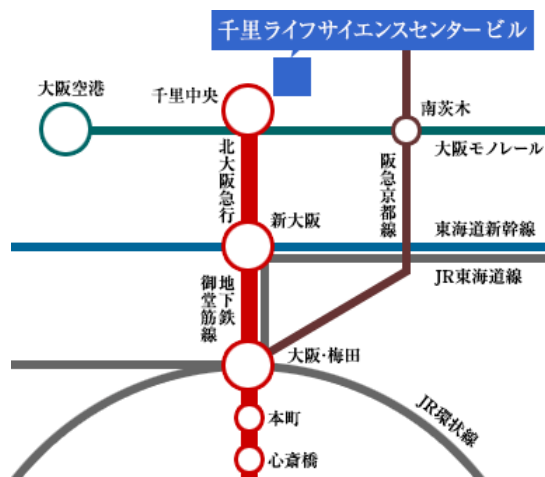 千里ライフサイエンスセンタービル
大阪空港
千里中央
南茨木
大阪モノレール
北大阪急行
阪急京都線
新大阪
東海道新幹線
JR東海道線
地下鉄
御堂筋線
大阪・梅田
JR環状線
本町
心斎橋